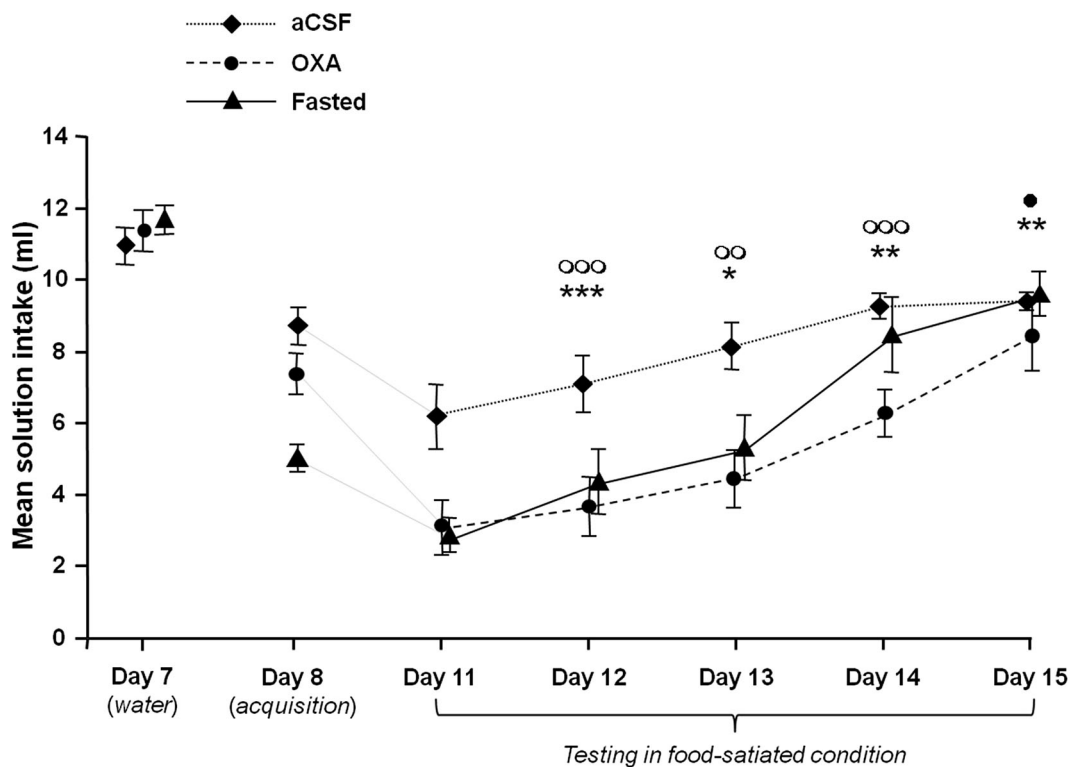 aCSF
OXA
Fasted
Mean solution intake (ml)
14
12
10
8
6
4
2
0
***
*
**
**
Day 7
(water)
Day 8
(acquisition)
Day 11
Day 12
Day 13
Day 14
Day 15
Testing in food-satiated condition